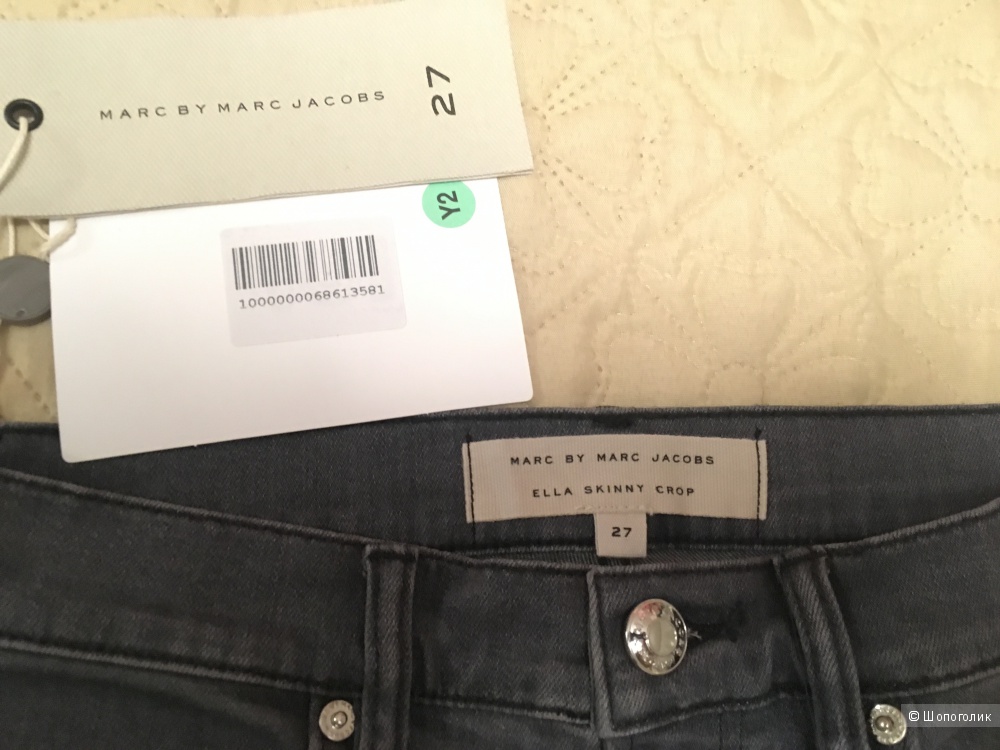 MARC BY MARC JACOBS
27
Y2
1000000068613581
MARC BY MARC JACOBS
ELLA SKINNY CROP
27
© Шопоголик